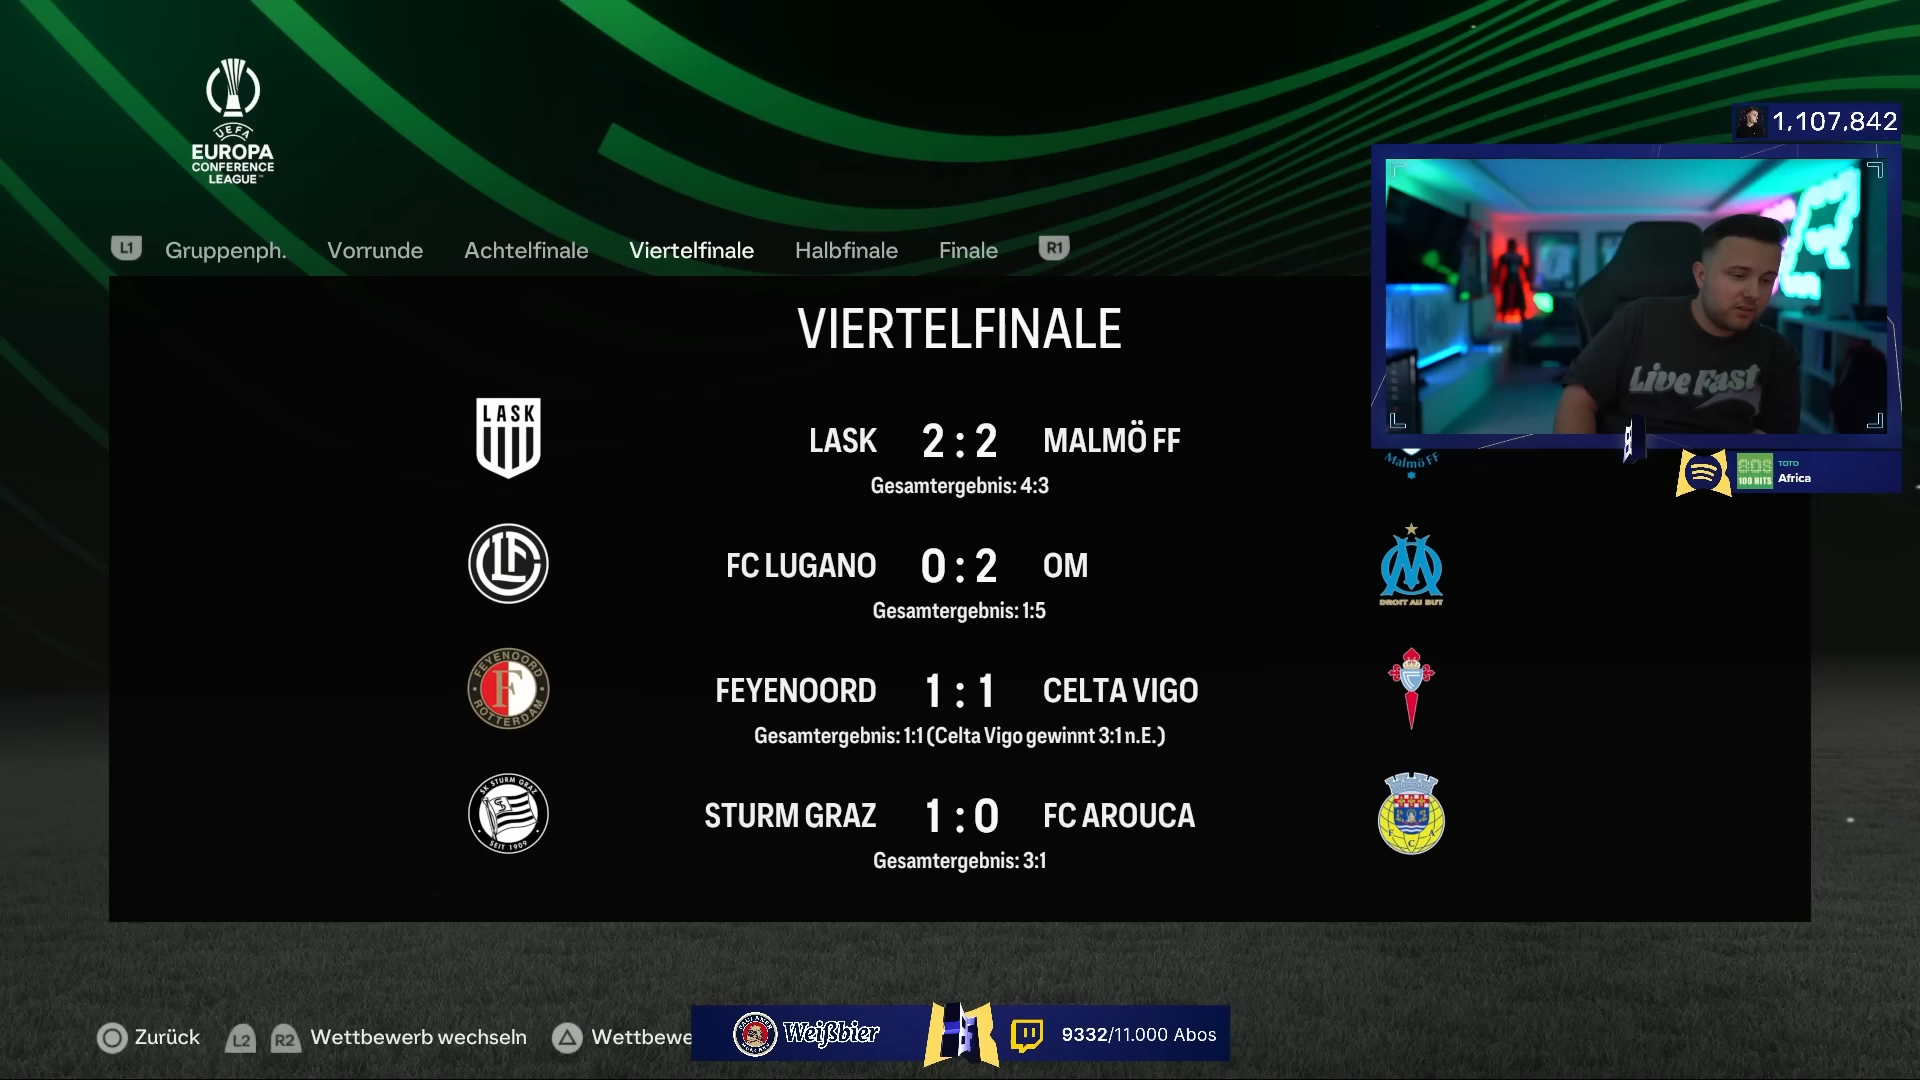 UEFA
EUROPA
CONFERENCE
LEAGUE
1,107,842
L1 Gruppenph. Vorrunde Achtelfinale Viertelfinale Halbfinale Finale R1
VIERTELFINALE
Live Fast
LASK
LASK 2 : 2 MALMÖ FF
Gesamtergebnis: 4:3
Malmö FF
80S
100 HITS
TOTO
Africa
FC LUGANO 0 : 2 OM
Gesamtergebnis: 1:5
DROIT AU BUT
FEYENOORD
F
ROTTERDAM
FEYENOORD 1 : 1 CELTA VIGO
Gesamtergebnis: 1:1 (Celta Vigo gewinnt 3:1 n.E.)
SK STURM GRAZ
SEIT 1909
STURM GRAZ 1 : 0 FC AROUCA
Gesamtergebnis: 3:1
F C A
Zurück L2 R2 Wettbewerb wechseln Wettbewe
Weißbier
9332/11.000 Abos